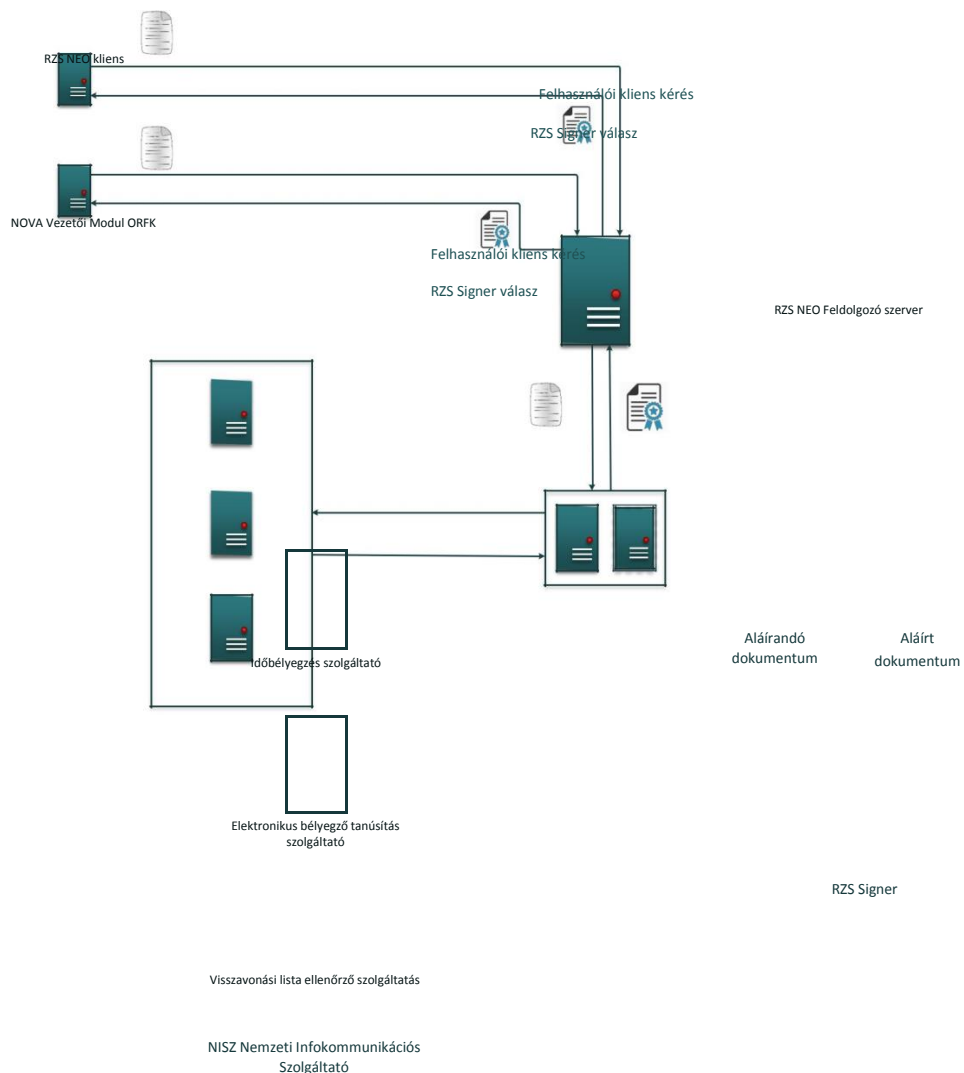 RZS NEO kliens
Felhasználói kliens kérés
RZS Signer válasz
NOVA Vezetői Modul ORFK
Felhasználói kliens kérés
RZS Signer válasz
RZS NEO Feldolgozó szerver
Időbélyegzés szolgáltató
Aláírandó
dokumentum
Aláírt
dokumentum
Elektronikus bélyegző tanúsítás
szolgáltató
RZS Signer
Visszavonási lista ellenőrző szolgáltatás
NISZ Nemzeti Infokommunikációs
Szolgáltató